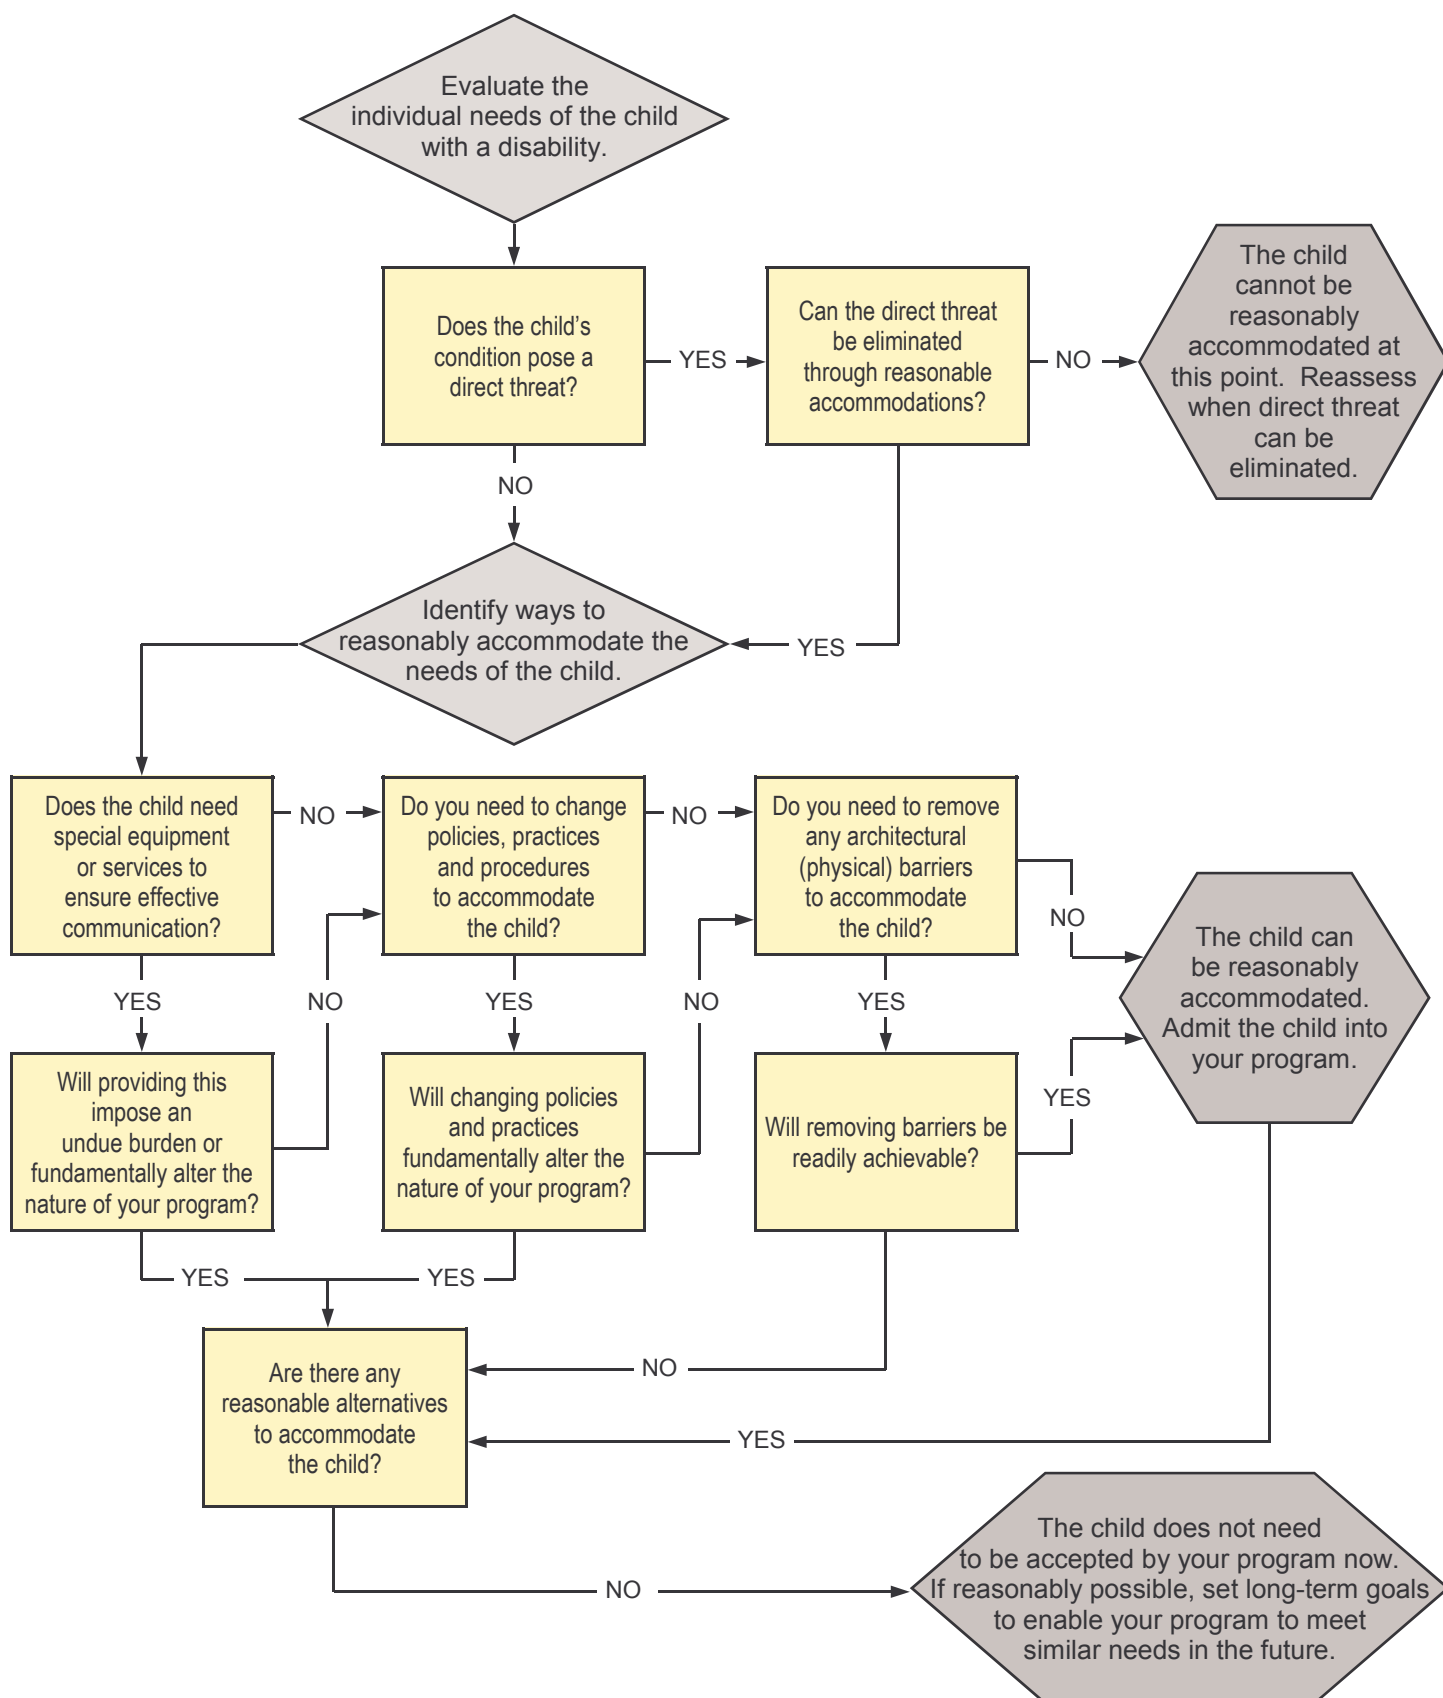 Evaluate the
individual needs of the child
with a disability.
Does the child’s
condition pose a
direct threat?
YES
Can the direct threat
be eliminated
through reasonable
accommodations?
NO
The child
cannot be
reasonably
accommodated at
this point. Reassess
when direct threat
can be
eliminated.
NO
YES
Identify ways to
reasonably accommodate the
needs of the child.
Does the child need
special equipment
or services to
ensure effective
communication?
NO
Do you need to change
policies, practices
and procedures
to accommodate
the child?
NO
Do you need to remove
any architectural
(physical) barriers
to accommodate
the child?
NO
The child can
be reasonably
accommodated.
Admit the child into
your program.
YES
NO
YES
NO
YES
Will providing this
impose an
undue burden or
fundamentally alter the
nature of your program?
Will changing policies
and practices
fundamentally alter the
nature of your program?
Will removing barriers be
readily achievable?
YES
YES
YES
Are there any
reasonable alternatives
to accommodate
the child?
NO
YES
NO
The child does not need
to be accepted by your program now.
If reasonably possible, set long-term goals
to enable your program to meet
similar needs in the future.